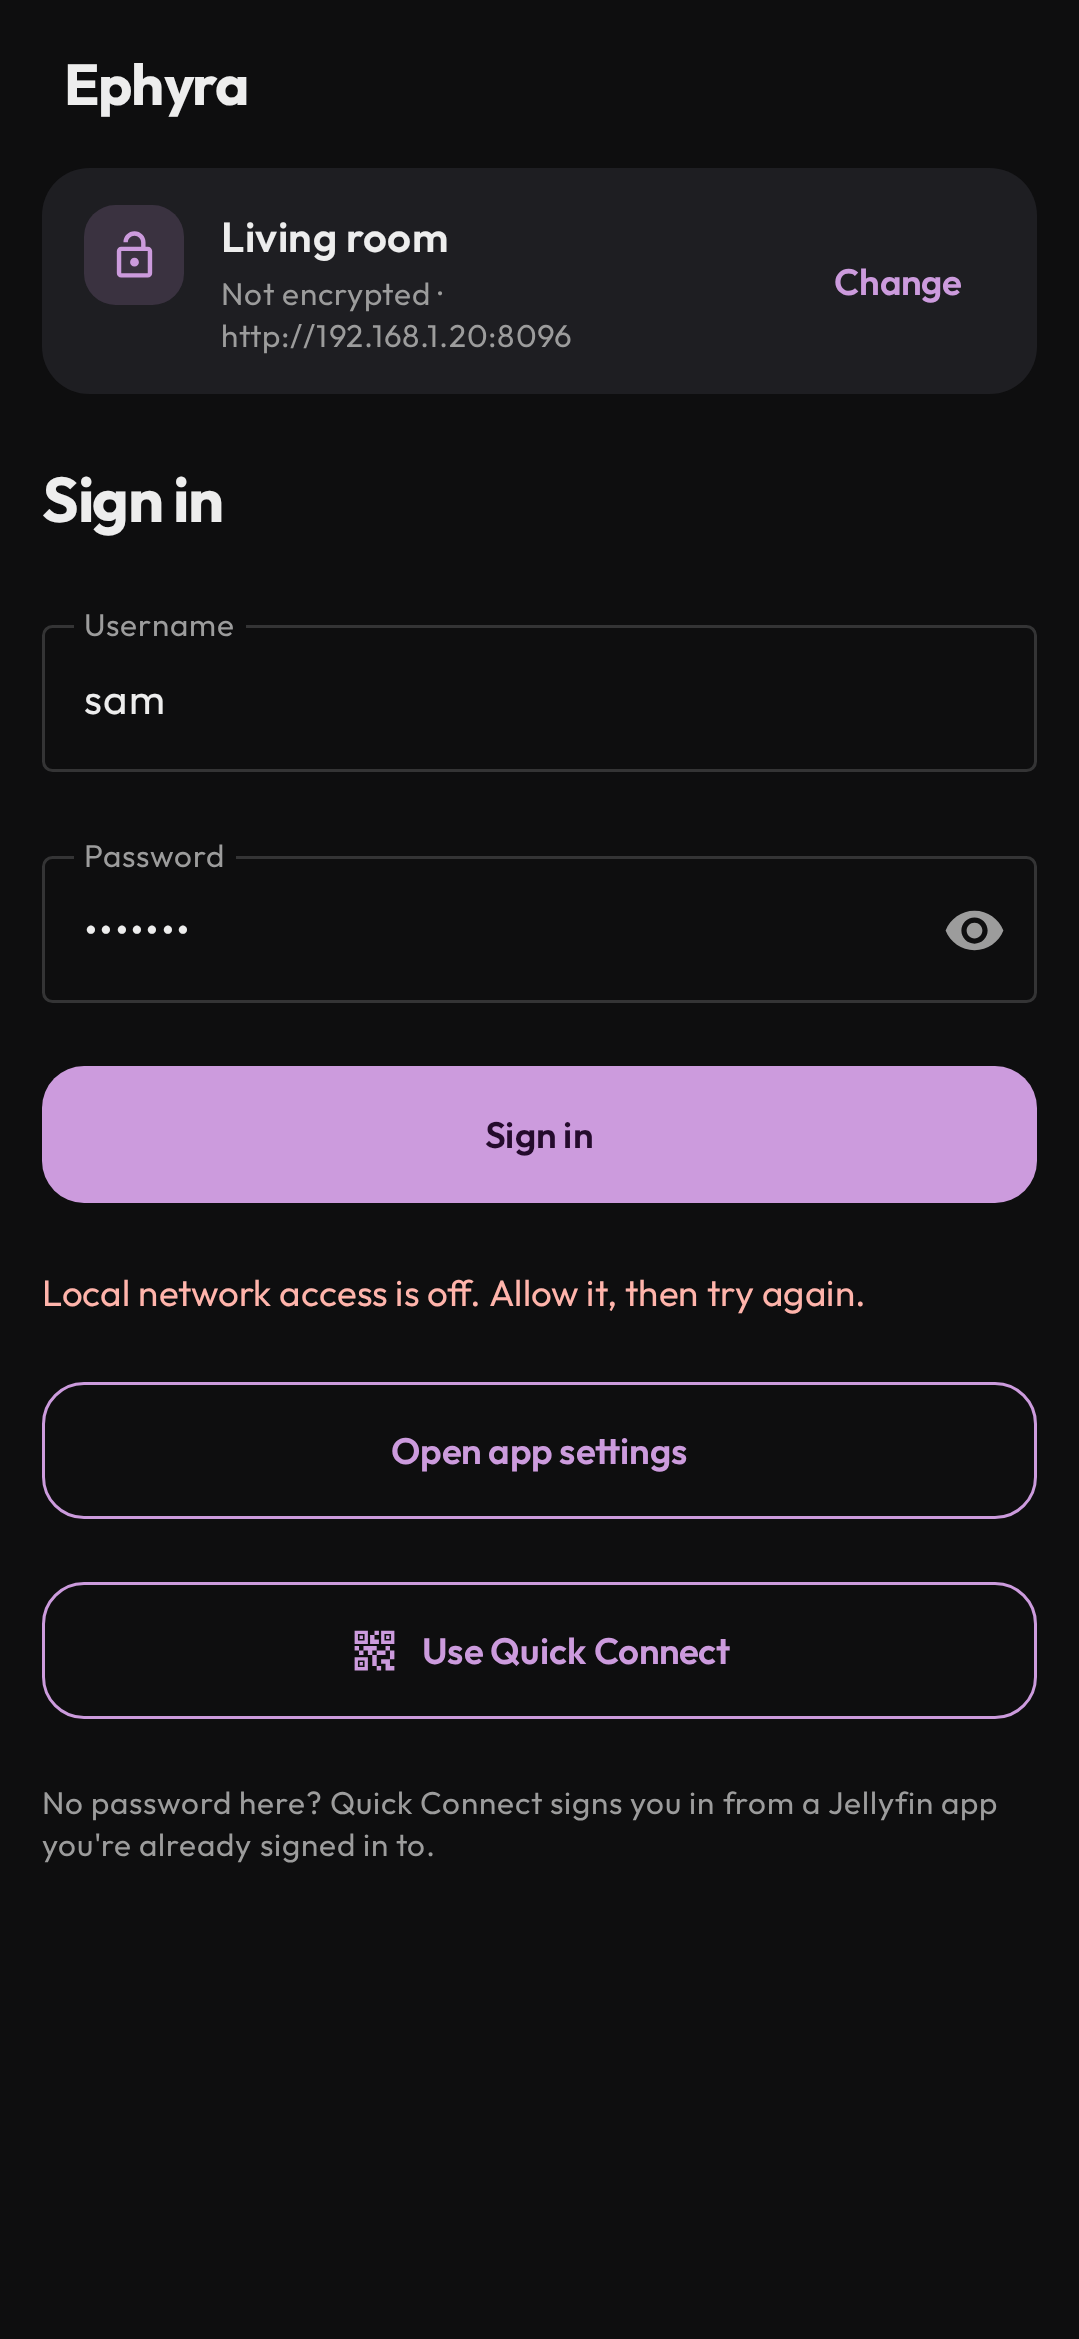 Ephyra
Living room
Not encrypted ·
http://192.168.1.20:8096
Change
Sign in
Username
sam
Password
•••••••
Sign in
Local network access is off. Allow it, then try again.
Open app settings
Use Quick Connect
No password here? Quick Connect signs you in from a Jellyfin app
you're already signed in to.